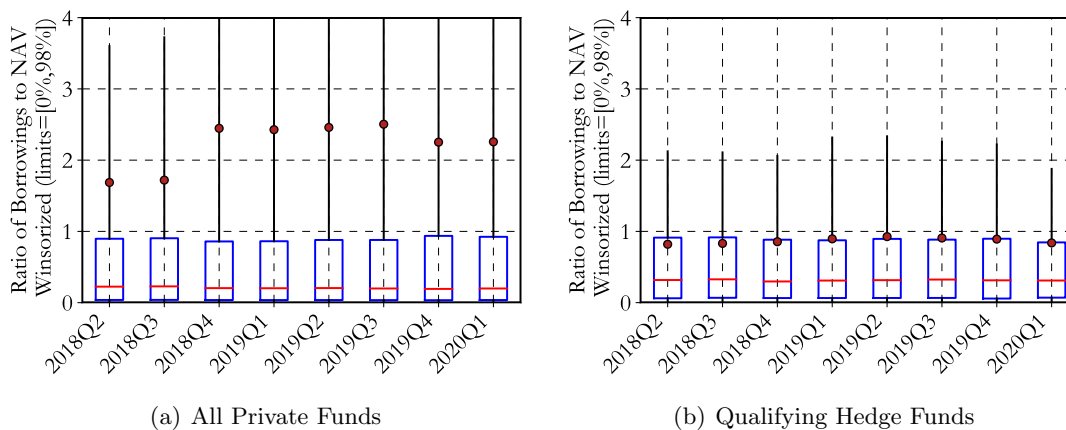 Ratio of Borrowings to NAV
Winsorized (limits=[0%,98%])
4
3
2
1
0
2018Q2
2018Q3
2018Q4
2019Q1
2019Q2
2019Q3
2019Q4
2020Q1
(a) All Private Funds
Ratio of Borrowings to NAV
Winsorized (limits=[0%,98%])
4
3
2
1
0
2018Q2
2018Q3
2018Q4
2019Q1
2019Q2
2019Q3
2019Q4
2020Q1
(b) Qualifying Hedge Funds